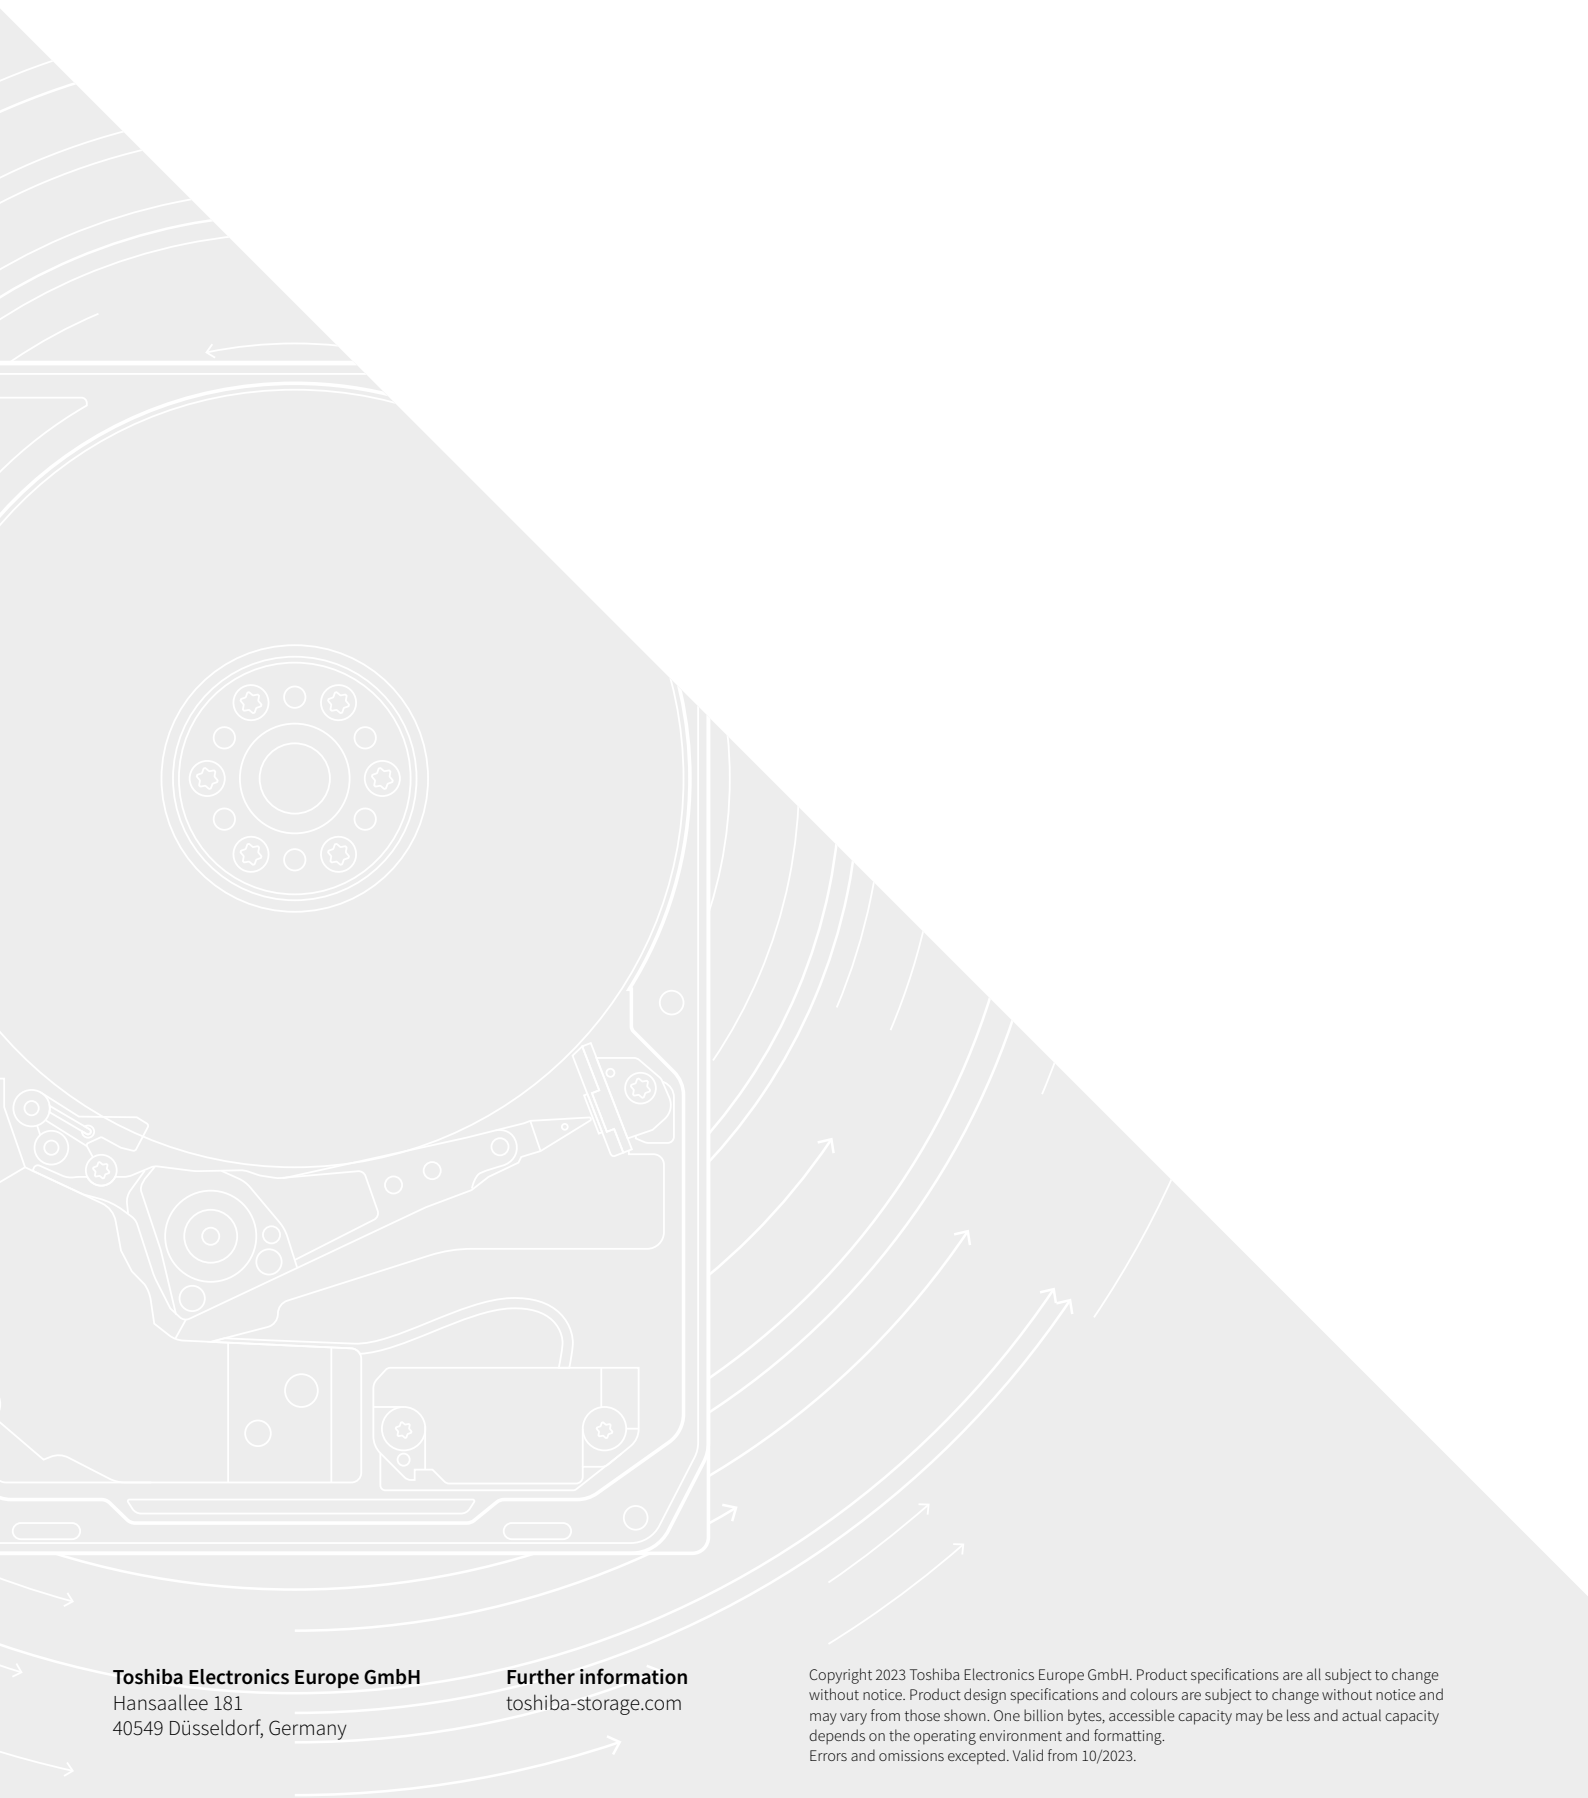 Toshiba Electronics Europe GmbH
Hansaallee 181
40549 Düsseldorf, Germany
Further information
toshiba-storage.com
Copyright 2023 Toshiba Electronics Europe GmbH. Product specifications are all subject to change
without notice. Product design specifications and colours are subject to change without notice and
may vary from those shown. One billion bytes, accessible capacity may be less and actual capacity
depends on the operating environment and formatting.
Errors and omissions excepted. Valid from 10/2023.